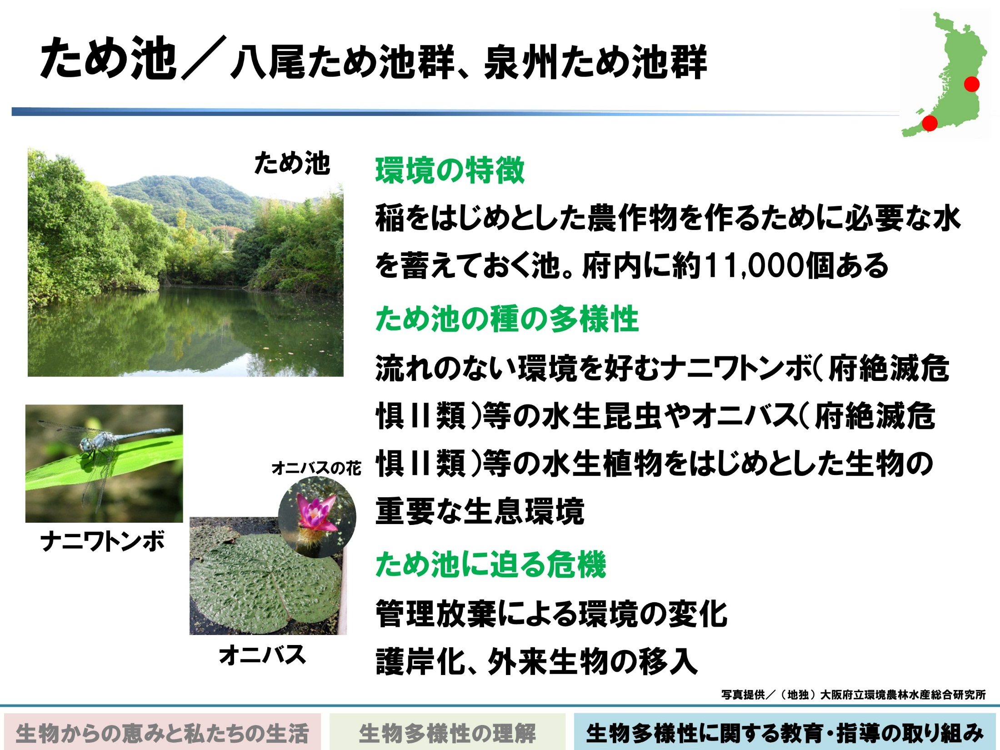 ため池／八尾ため池群、泉州ため池群
ため池
環境の特徴
稲をはじめとした農作物を作るために必要な水
を蓄えておく池。府内に約11,000個ある
ため池の種の多様性
流れのない環境を好むナニワトンボ（府絶滅危
惧Ⅱ類）等の水生昆虫やオニバス（府絶滅危
惧Ⅱ類）等の水生植物をはじめとした生物の
重要な生息環境
ため池に迫る危機
管理放棄による環境の変化
護岸化、外来生物の移入
ナニワトンボ
オニバスの花
オニバス
写真提供／（地独）大阪府立環境農林水産総合研究所
生物からの恵みと私たちの生活
生物多様性の理解
生物多様性に関する教育・指導の取り組み